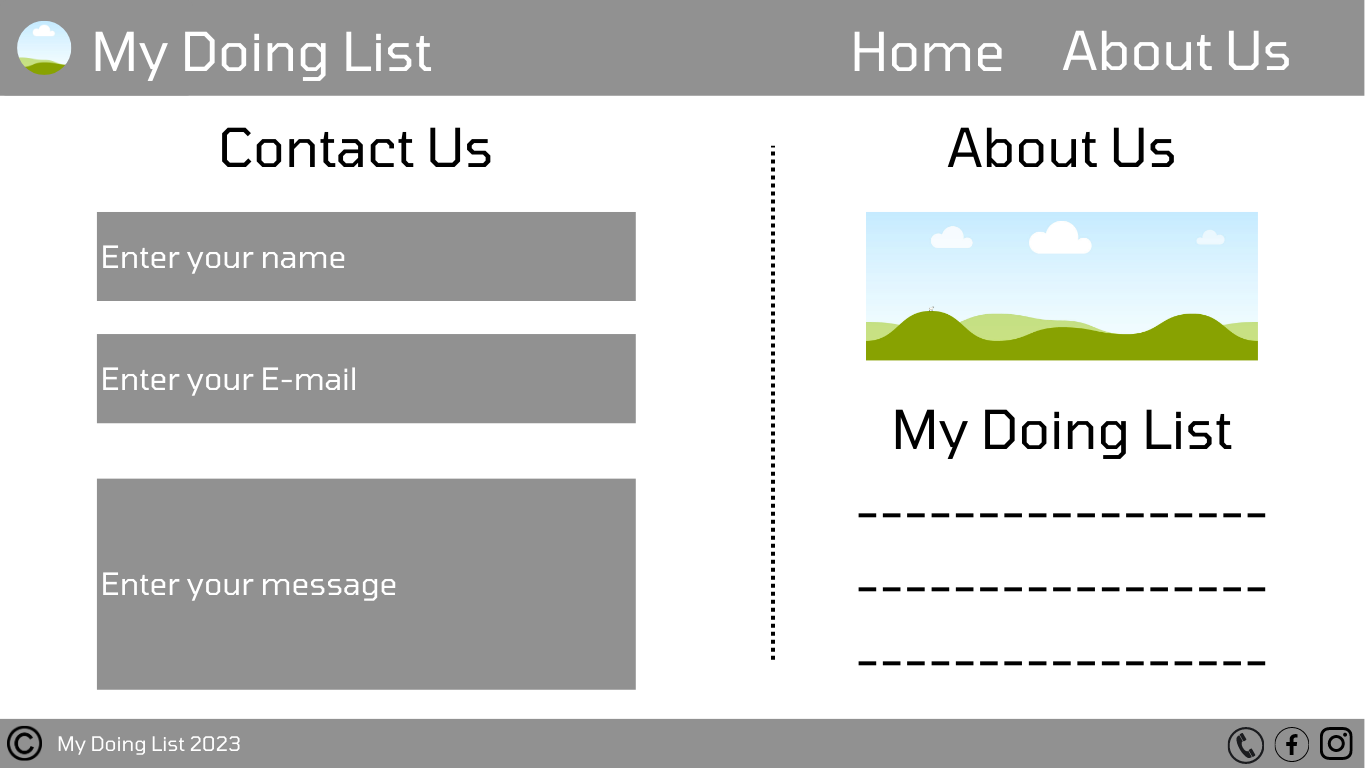 My Doing List
Home
About Us
Contact Us
Enter your name
Enter your E-mail
Enter your message
About Us
My Doing List
© My Doing List 2023